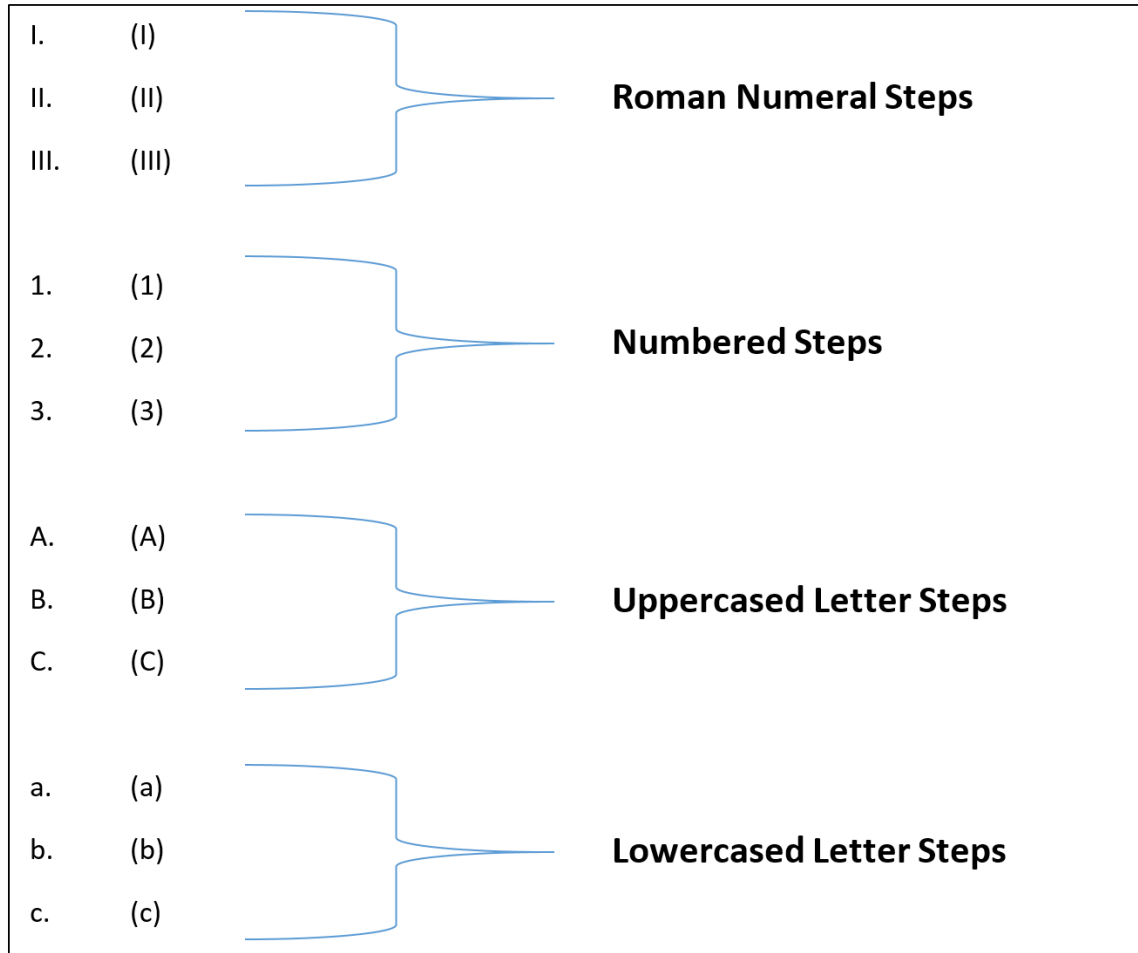 I. (I)
II. (II)
III. (III)
Roman Numeral Steps
1. (1)
2. (2)
3. (3)
Numbered Steps
A. (A)
B. (B)
C. (C)
Uppercased Letter Steps
a. (a)
b. (b)
c. (c)
Lowercased Letter Steps